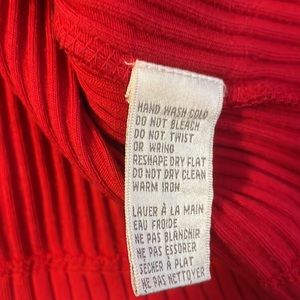 HAND WASH COLD
DO NOT BLEACH
DO NOT TWIST
OR WRING
RESHAPE DRY FLAT
DO NOT DRY CLEAN
WARM IRON
LAVER À LA MAIN
EAU FROIDE
NE PAS BLANCHIR
NE PAS ESSORER
SÉCHER À PLAT
NE PAS NETTOYER